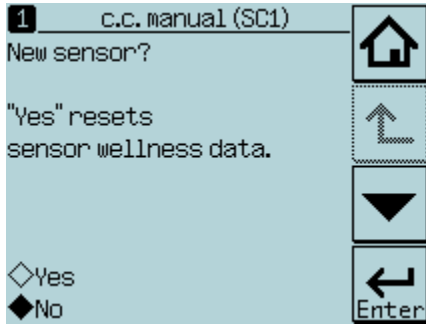 1 c.c. manual (SC1)
New sensor?
"Yes" resets
sensor wellness data.
Yes
No
Enter